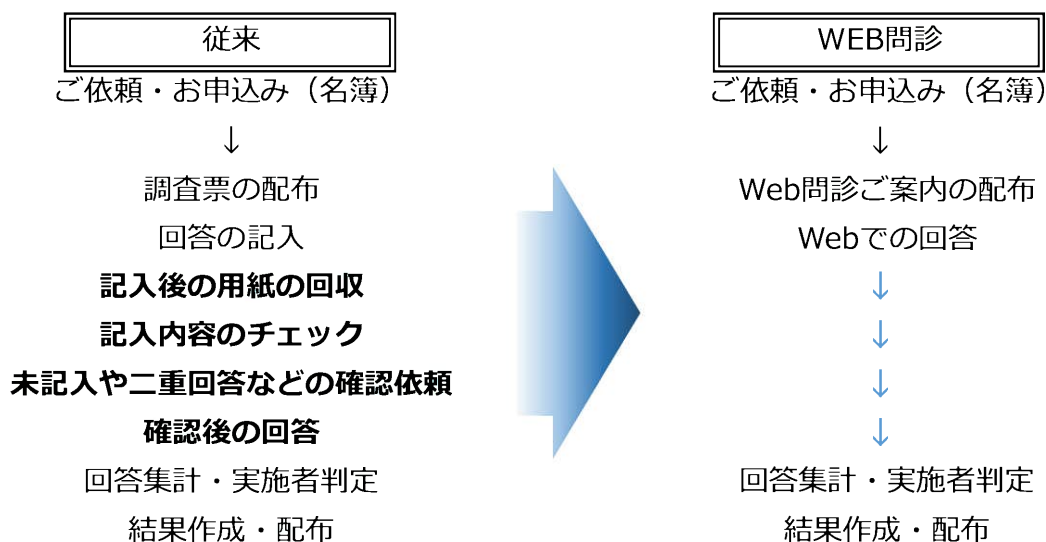 従来
ご依頼・お申込み（名簿）
↓
調査票の配布
回答の記入
記入後の用紙の回収
記入内容のチェック
未記入や二重回答などの確認依頼
確認後の回答
回答集計・実施者判定
結果作成・配布
WEB問診
ご依頼・お申込み（名簿）
↓
Web問診ご案内の配布
Webでの回答
↓
↓
↓
↓
回答集計・実施者判定
結果作成・配布